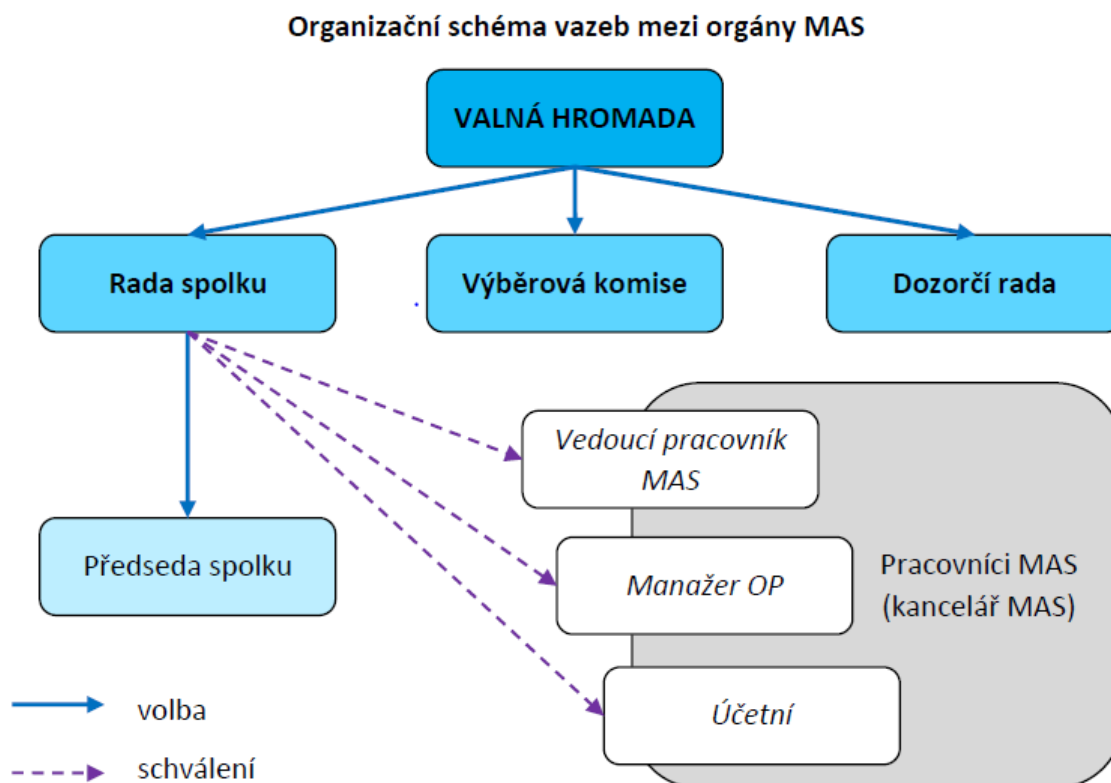 Organizační schéma vazeb mezi orgány MAS
VALNÁ HROMADA
Rada spolku
Výběrová komise
Dozorčí rada
Vedoucí pracovník
MAS
Předseda spolku
Manažer OP
Pracovníci MAS
(kancelář MAS)
Účetní
volba
schválení